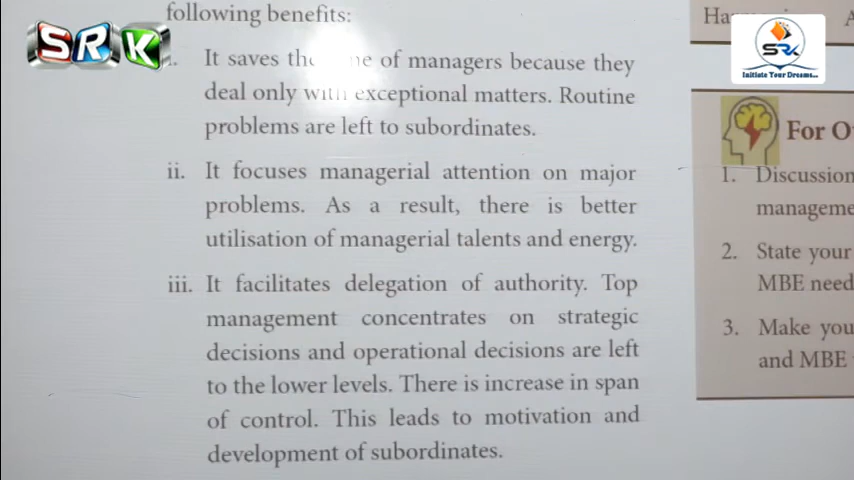 following benefits:
It saves the of managers because they
deal only with exceptional matters. Routine
problems are left to subordinates.
ii. It focuses managerial attention on major
problems. As a result, there is better
utilisation of managerial talents and energy.
iii. It facilitates delegation of authority. Top
management concentrates on strategic
decisions and operational decisions are left
to the lower levels. There is increase in span
of control. This leads to motivation and
development of subordinates.
For
1. Discussion
2. State your
MBE need
3. Make
and MBE
SRK
SRK
Initiate Your Dreams...